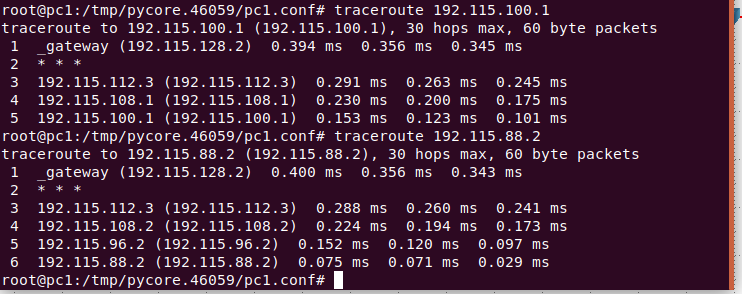 root@pc1:/tmp/pycore.46059/pc1.conf# traceroute 192.115.100.1
traceroute to 192.115.100.1 (192.115.100.1), 30 hops max, 60 byte packets
 1  _gateway (192.115.128.2)  0.394 ms  0.356 ms  0.345 ms
 2  * * *
 3  192.115.112.3 (192.115.112.3)  0.291 ms  0.263 ms  0.245 ms
 4  192.115.108.1 (192.115.108.1)  0.230 ms  0.200 ms  0.175 ms
 5  192.115.100.1 (192.115.100.1)  0.153 ms  0.123 ms  0.101 ms
root@pc1:/tmp/pycore.46059/pc1.conf# traceroute 192.115.88.2
traceroute to 192.115.88.2 (192.115.88.2), 30 hops max, 60 byte packets
 1  _gateway (192.115.128.2)  0.400 ms  0.356 ms  0.343 ms
 2  * * *
 3  192.115.112.3 (192.115.112.3)  0.288 ms  0.260 ms  0.241 ms
 4  192.115.108.2 (192.115.108.2)  0.224 ms  0.194 ms  0.173 ms
 5  192.115.96.2 (192.115.96.2)  0.152 ms  0.120 ms  0.097 ms
 6  192.115.88.2 (192.115.88.2)  0.075 ms  0.071 ms  0.029 ms
root@pc1:/tmp/pycore.46059/pc1.conf#